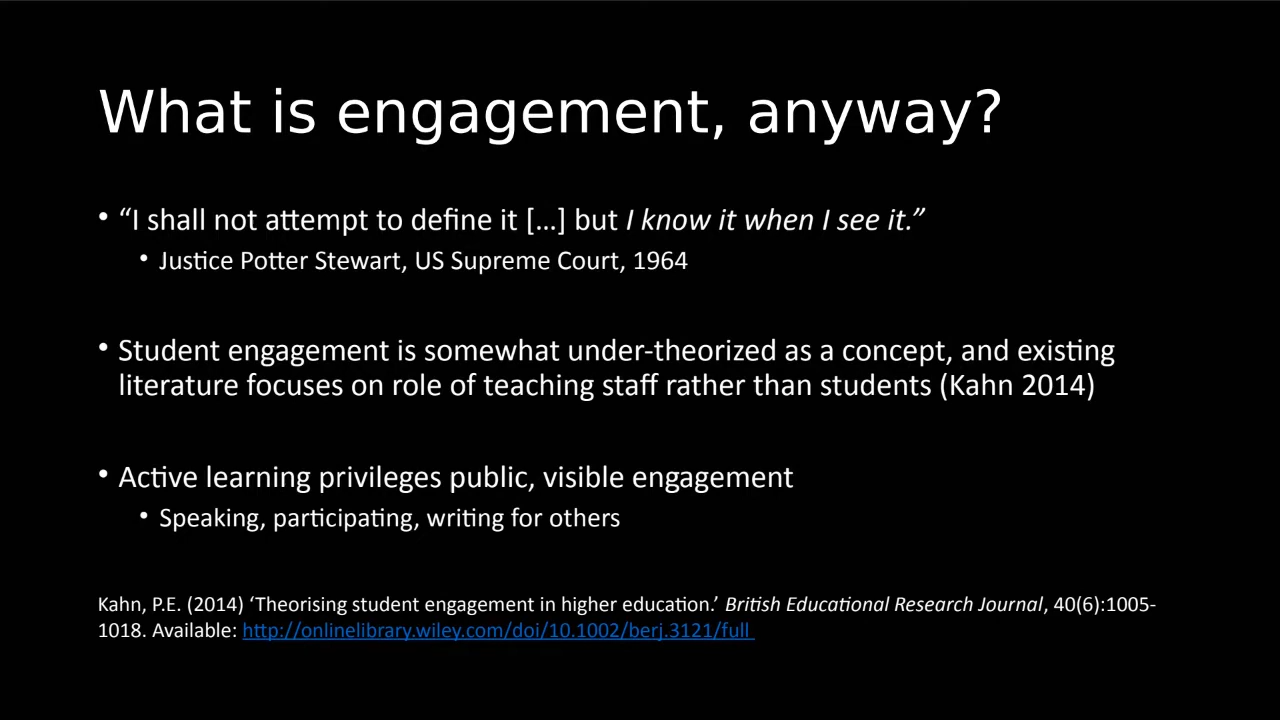 What is engagement, anyway?
• “I shall not attempt to define it […] but I know it when I see it.”
• Justice Potter Stewart, US Supreme Court, 1964
• Student engagement is somewhat under-theorized as a concept, and existing
literature focuses on role of teaching staff rather than students (Kahn 2014)
• Active learning privileges public, visible engagement
• Speaking, participating, writing for others
Kahn, P.E. (2014) ‘Theorising student engagement in higher education.’ British Educational Research Journal, 40(6):1005-
1018. Available: http://onlinelibrary.wiley.com/doi/10.1002/berj.3121/full